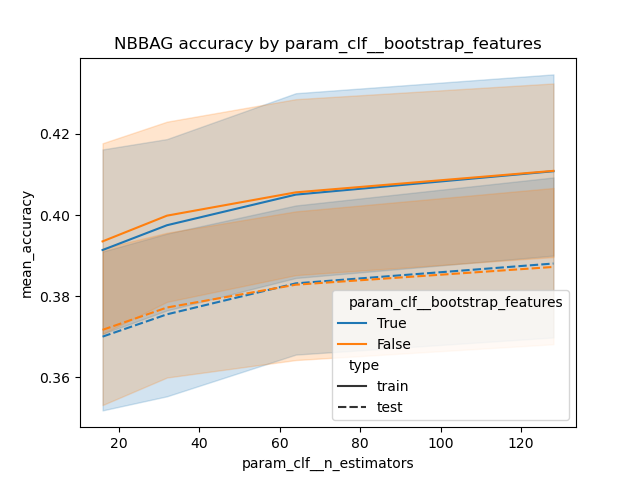 NBBAG accuracy by param_clf__bootstrap_features
mean_accuracy
0.42
0.40
0.38
0.36
param_clf__bootstrap_features
True
False
type
train
test
20
40
60
80
100
120
param_clf__n_estimators